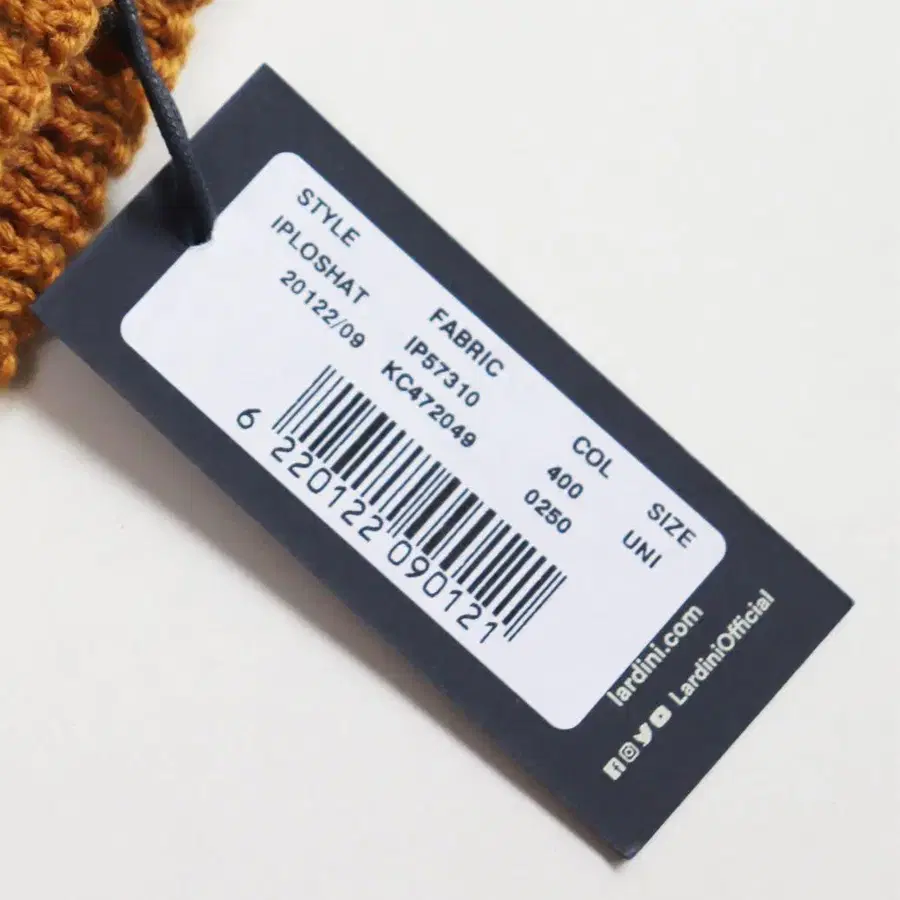 STYLE FABRIC COL SIZE
IPLOSHAT IP57310 400 UNI
20122/09 KC472049 0250
6 220122 090121
lardini.com
LardiniOfficial